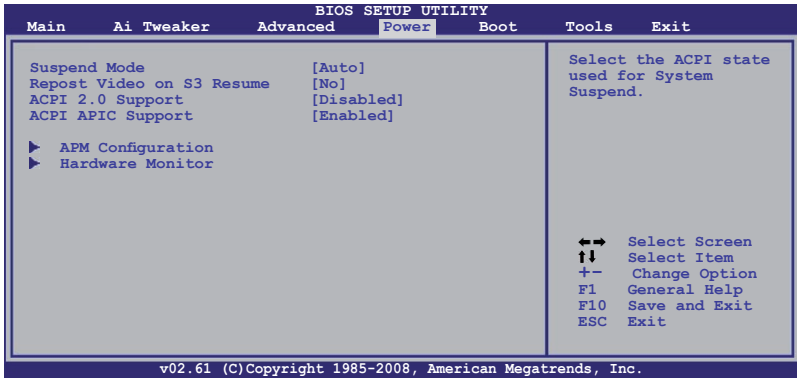 BIOS SETUP UTILITY
Main Ai Tweaker Advanced Power Boot Tools Exit
Suspend Mode [Auto]
Repost Video on S3 Resume [No]
ACPI 2.0 Support [Disabled]
ACPI APIC Support [Enabled]
APM Configuration
Hardware Monitor
Select the ACPI state
used for System
Suspend.
Select Screen
Select Item
+- Change Option
F1 General Help
F10 Save and Exit
ESC Exit
v02.61 (C)Copyright 1985-2008, American Megatrends, Inc.